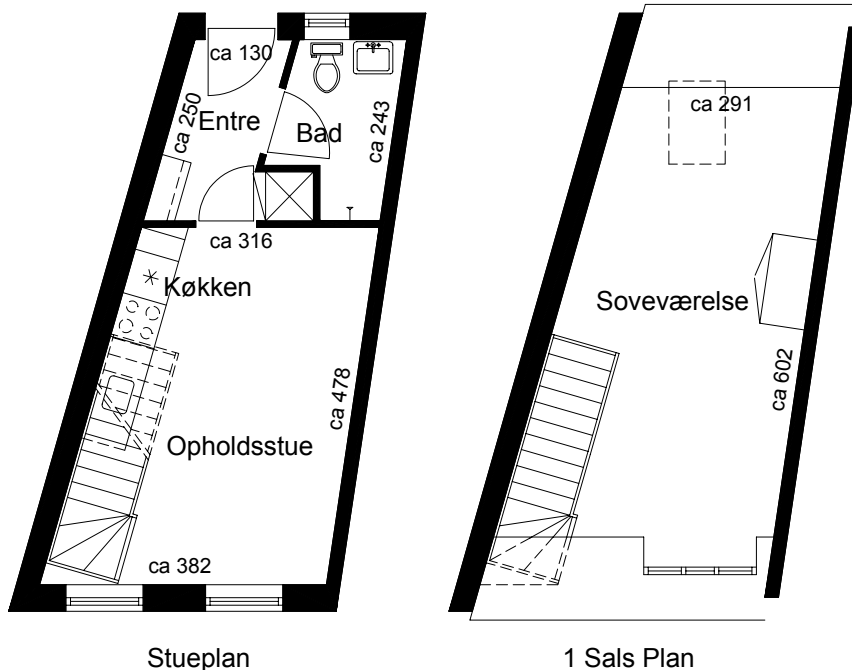 ca 130
ca 250
Entre
Bad
ca 243
ca 316
Køkken
ca 478
Opholdsstue
ca 382
Stueplan
ca 291
Soveværelse
ca 602
1 Sals Plan